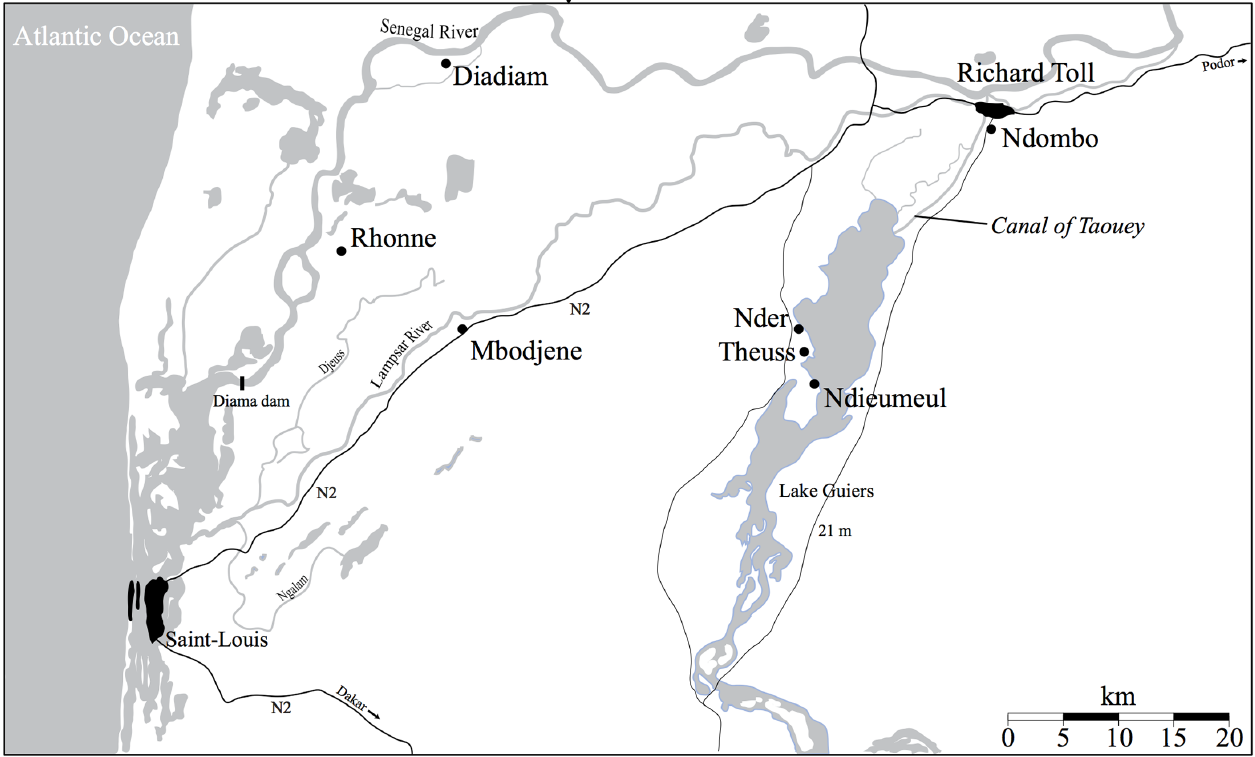 Atlantic Ocean
Senegal River
Diadiam
Richard Toll
Podor
Ndombo
Canal of Taouey
Rhonne
N2
Nder
Theuss
Ndieumeul
Lampsar River
Djeuss
Mbodjene
Diama dam
N2
Lake Guiers
21 m
Ngalam
Saint-Louis
N2
Dakar
km
0 5 10 15 20